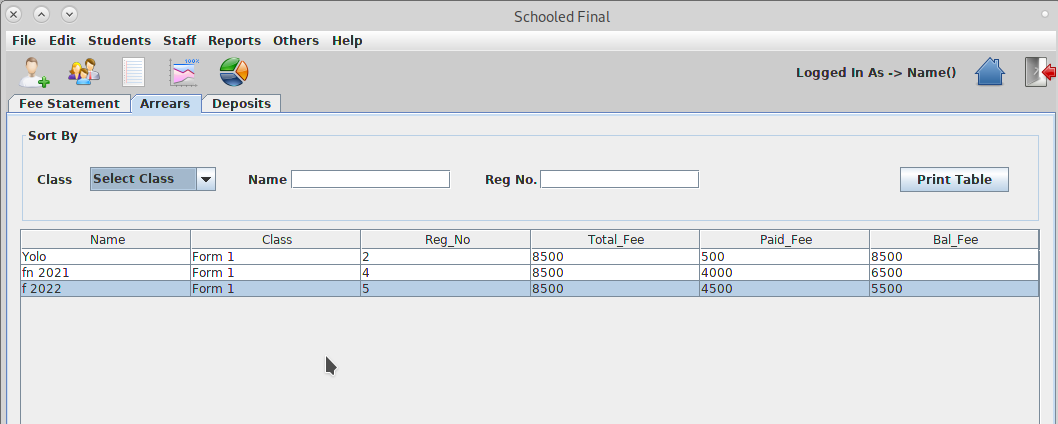 Schooled Final
File Edit Students Staff Reports Others Help
100%
Logged In As -> Name()
Fee Statement Arrears Deposits
Sort By
Class Select Class Name Reg No. Print Table
Name Class Reg_No Total_Fee Paid_Fee Bal_Fee
Yolo Form 1 2 8500 500 8500
fn 2021 Form 1 4 8500 4000 6500
f 2022 Form 1 5 8500 4500 5500